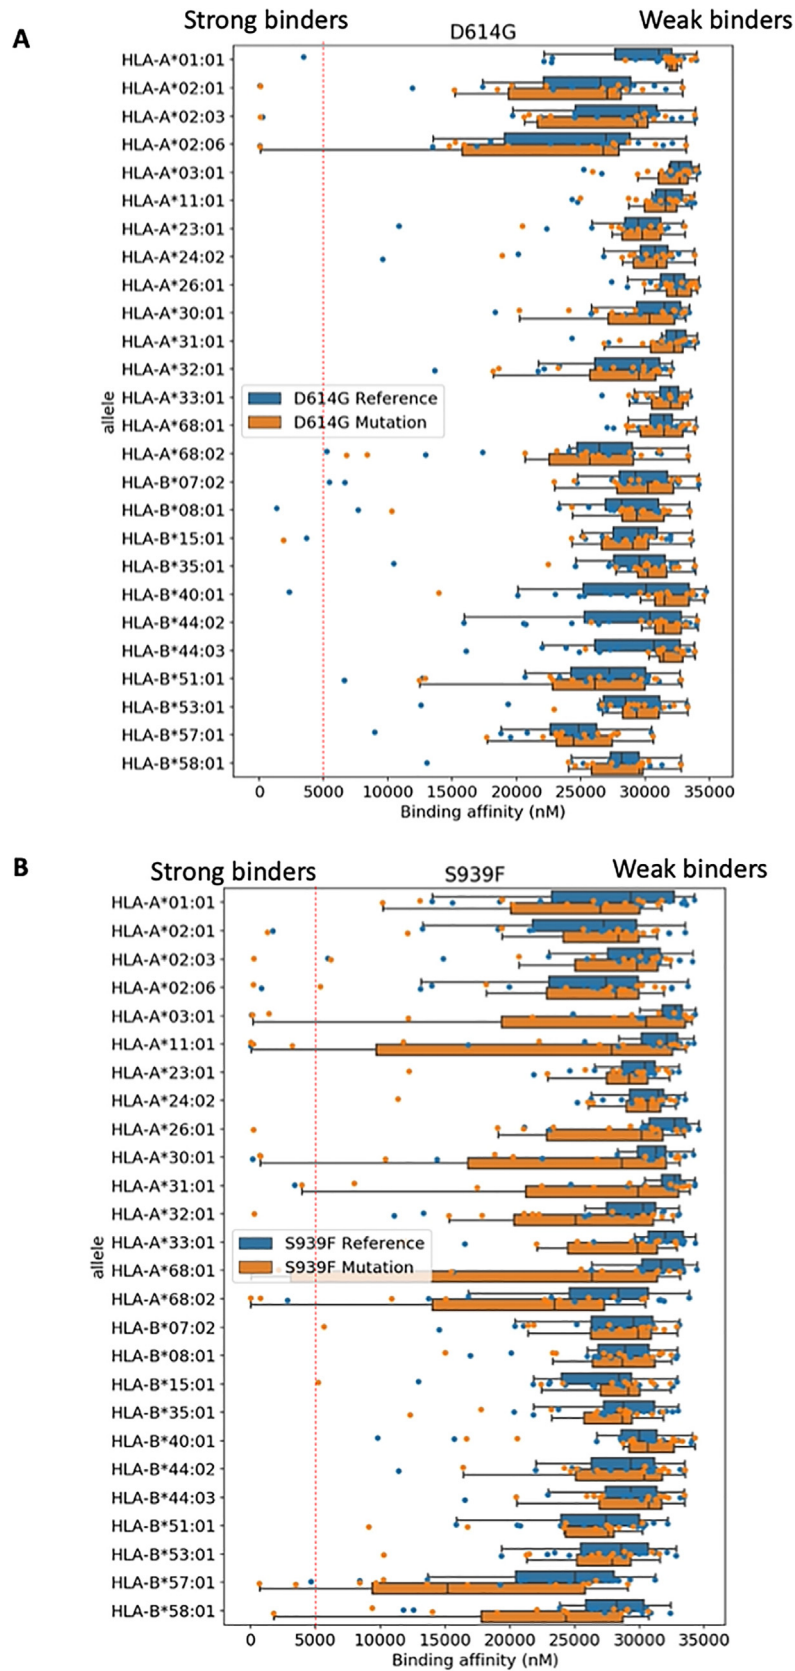 A
Strong binders
Weak binders
D614G
HLA-A*01:01
HLA-A*02:01
HLA-A*02:03
HLA-A*02:06
HLA-A*03:01
HLA-A*11:01
HLA-A*23:01
HLA-A*24:02
HLA-A*26:01
HLA-A*30:01
HLA-A*31:01
HLA-A*32:01
HLA-A*33:01
HLA-A*68:01
HLA-A*68:02
HLA-B*07:02
HLA-B*08:01
HLA-B*15:01
HLA-B*35:01
HLA-B*40:01
HLA-B*44:02
HLA-B*44:03
HLA-B*51:01
HLA-B*53:01
HLA-B*57:01
HLA-B*58:01
allele
D614G Reference
D614G Mutation
0 5000 10000 15000 20000 25000 30000 35000
Binding affinity (nM)
B
Strong binders
Weak binders
S939F
HLA-A*01:01
HLA-A*02:01
HLA-A*02:03
HLA-A*02:06
HLA-A*03:01
HLA-A*11:01
HLA-A*23:01
HLA-A*24:02
HLA-A*26:01
HLA-A*30:01
HLA-A*31:01
HLA-A*32:01
HLA-A*33:01
HLA-A*68:01
HLA-A*68:02
HLA-B*07:02
HLA-B*08:01
HLA-B*15:01
HLA-B*35:01
HLA-B*40:01
HLA-B*44:02
HLA-B*44:03
HLA-B*51:01
HLA-B*53:01
HLA-B*57:01
HLA-B*58:01
allele
S939F Reference
S939F Mutation
0 5000 10000 15000 20000 25000 30000 35000
Binding affinity (nM)